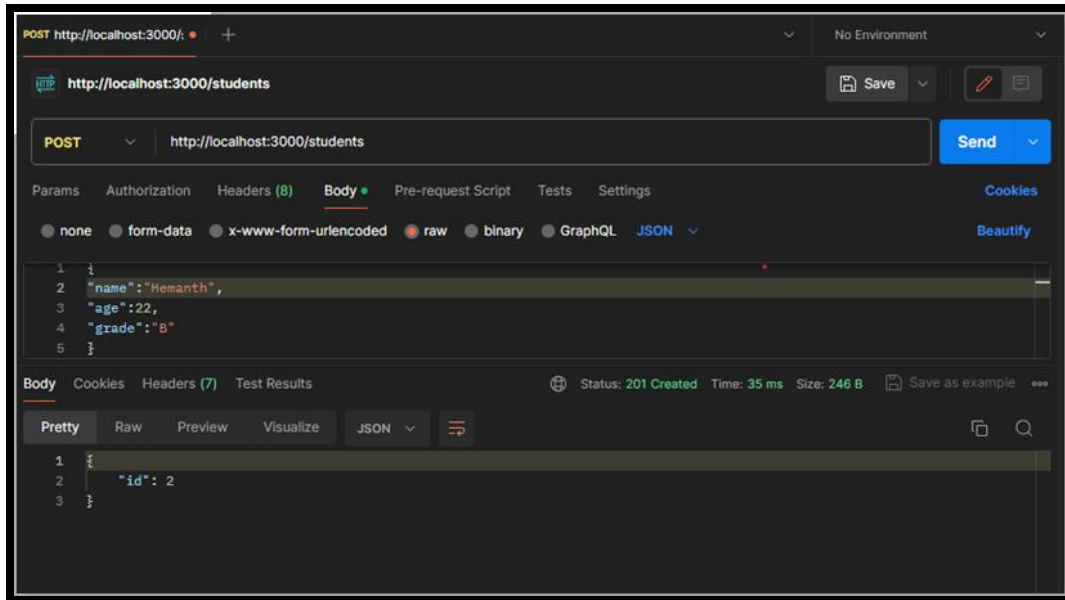 POST http://localhost:3000/: No Environment
HTTP http://localhost:3000/students Save
POST http://localhost:3000/students Send
Params Authorization Headers (8) Body Pre-request Script Tests Settings Cookies
none form-data x-www-form-urlencoded raw binary GraphQL JSON Beautify
1 {
2 "name":"Hemanth",
3 "age":22,
4 "grade":"B"
5 }
Body Cookies Headers (7) Test Results Status: 201 Created Time: 35 ms Size: 246 B Save as example
Pretty Raw Preview Visualize JSON
1 {
2 "id": 2
3 }